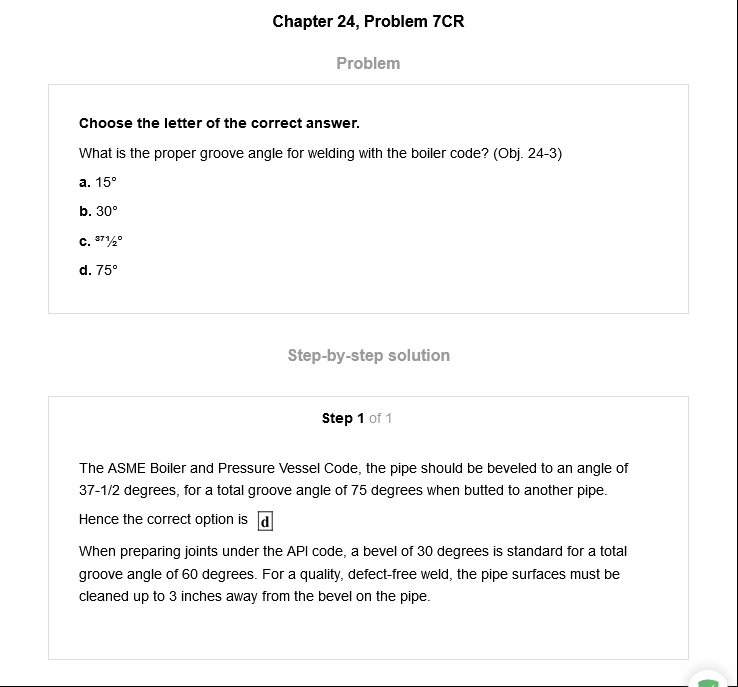 Chapter 24, Problem 7CR
Problem
Choose the letter of the correct answer.
What is the proper groove angle for welding with the boiler code? (Obj. 24-3)
a. 15°
b. 30°
c. ³⁷½°
d. 75°
Step-by-step solution
Step 1 of 1
The ASME Boiler and Pressure Vessel Code, the pipe should be beveled to an angle of
37-1/2 degrees, for a total groove angle of 75 degrees when butted to another pipe.
Hence the correct option is d
When preparing joints under the API code, a bevel of 30 degrees is standard for a total
groove angle of 60 degrees. For a quality, defect-free weld, the pipe surfaces must be
cleaned up to 3 inches away from the bevel on the pipe.